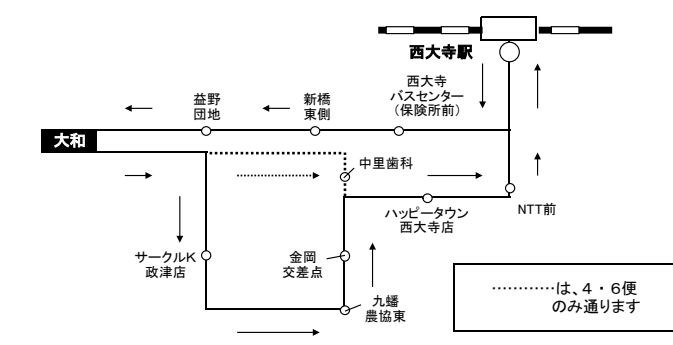 西大寺駅
西大寺
バスセンター
(保険所前)
益野
団地
新橋
東側
大和
中里歯科
ハッピータウン
西大寺店
NTT前
サークルK
政津店
金岡
交差点
九蟠
農協東
…………は、4・6便
のみ通ります